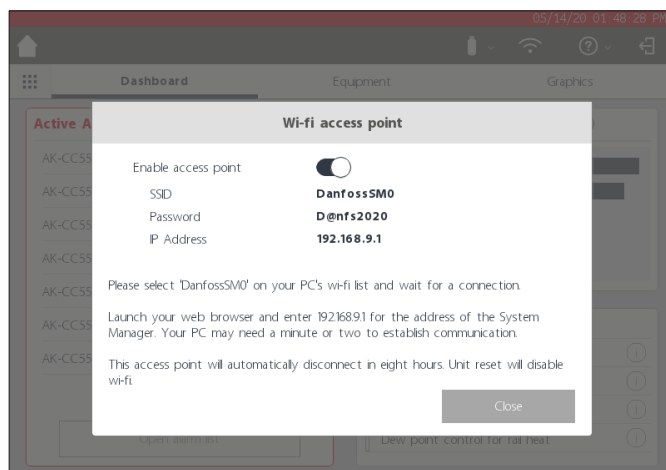 05/14/20 01:48 28 PM
Dashboard Equipment Graphics
Active A
Wi-fi access point
AK-CC55
Enable access point
AK-CC55
SSID DanfossSM0
Password D@nfs2020
AK-CC55
IP Address 192.168.9.1
AK-CC55
AK-CC55
Please select 'DanfossSM0' on your PC's wi-fi list and wait for a connection.
Launch your web browser and enter 192.168.9.1 for the address of the System
AK-CC55
Manager. Your PC may need a minute or two to establish communication.
AK-CC55
This access point will automatically disconnect in eight hours. Unit reset will disable
wi-fi.
Close
Open alarm list
Dew point control for rail heat